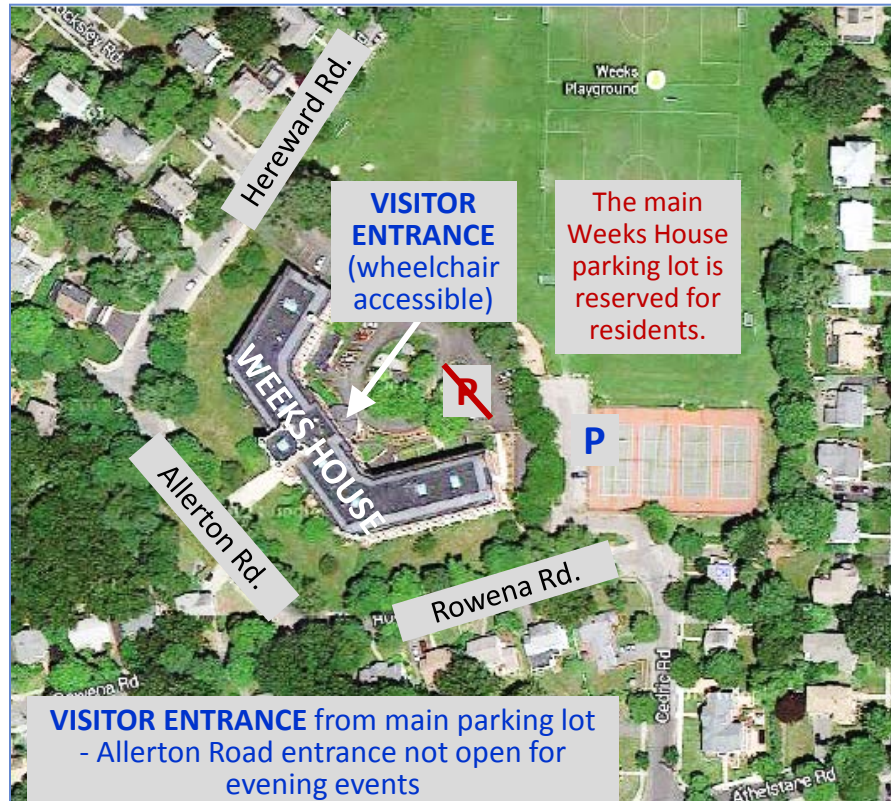 Hereward Rd.
Weeks
Playground
VISITOR
ENTRANCE
(wheelchair
accessible)
The main
Weeks House
parking lot is
reserved for
residents.
WEEKS HOUSE
P
P
Allerton Rd.
Rowena Rd.
Rowena Rd
Cedric Rd
Athelstane Rd
VISITOR ENTRANCE from main parking lot
- Allerton Road entrance not open for
evening events